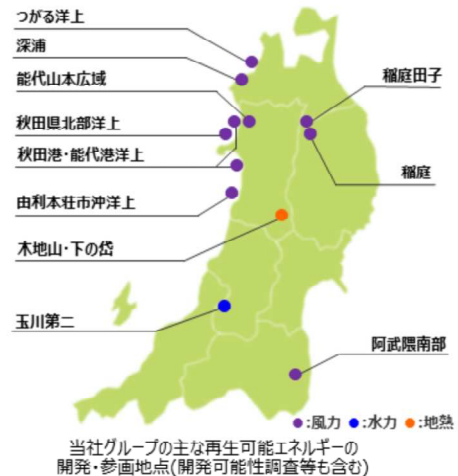 つがる洋上
深浦
能代山本広域
秋田県北部洋上
秋田港・能代港洋上
由利本荘市沖洋上
木地山・下の岱
玉川第二
稲庭田子
稲庭
阿武隈南部
●:風力 ●:水力 ●:地熱
当社グループの主な再生可能エネルギーの
開発・参画地点(開発可能性調査等も含む)